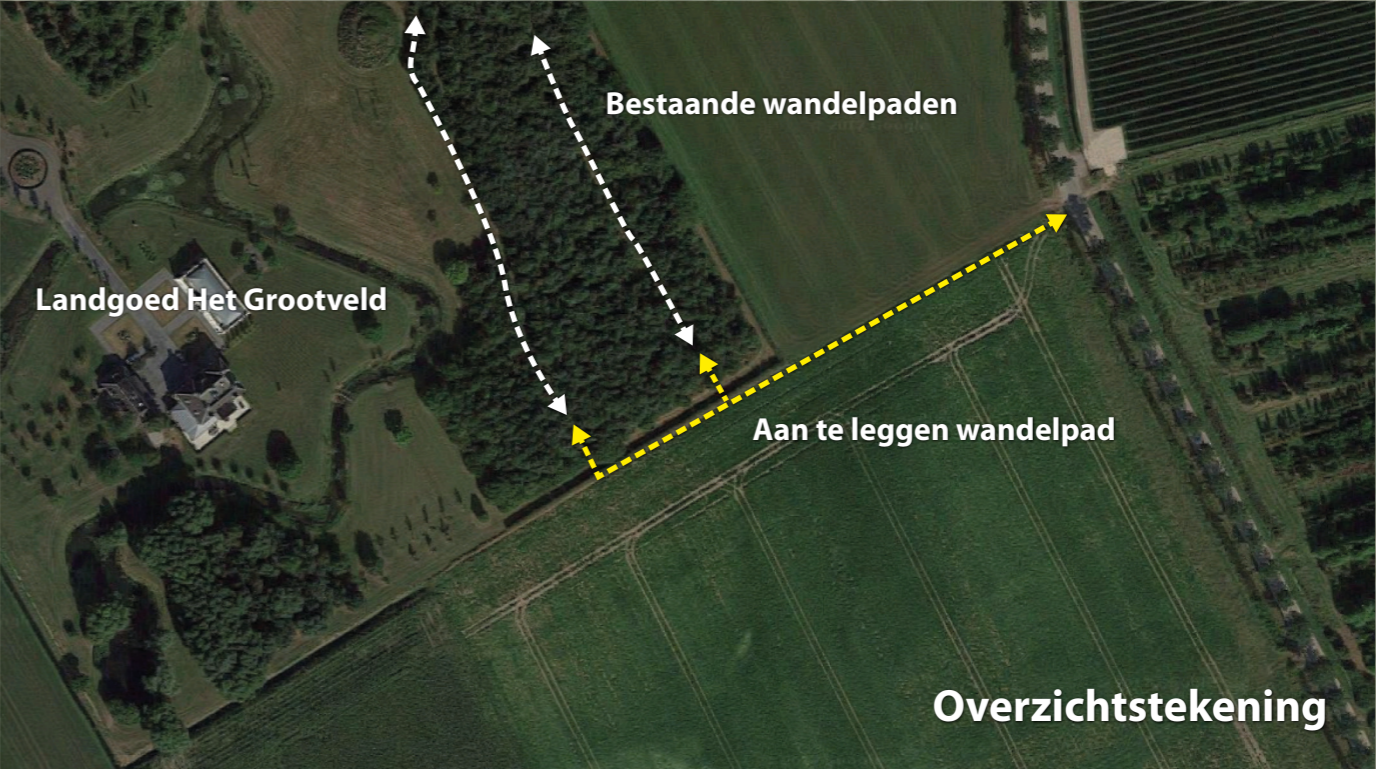 Bestaande wandelpaden
Landgoed Het Grootveld
Aan te leggen wandelpad
Overzichtstekening